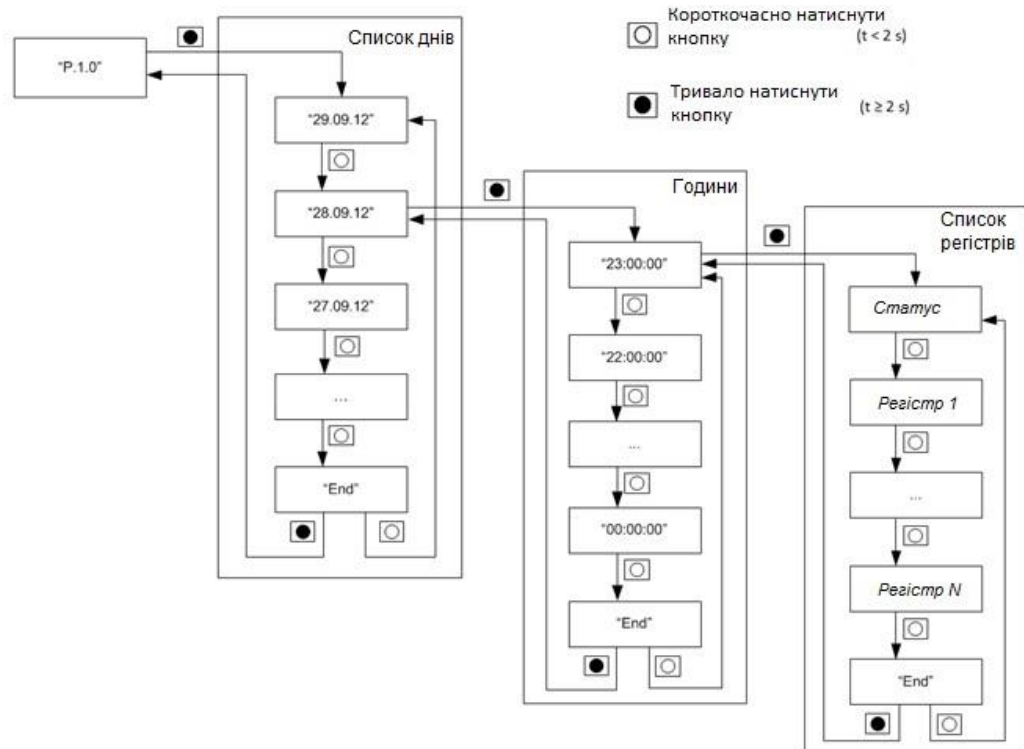 Короткочасно натиснути
кнопку (t < 2 s)
Тривало натиснути
кнопку (t ≥ 2 s)
"P.1.0"
Список днів
"29.09.12"
"28.09.12"
"27.09.12"
...
"End"
Години
"23:00:00"
"22:00:00"
...
"00:00:00"
"End"
Список
регістрів
Статус
Регістр 1
...
Регістр N
"End"